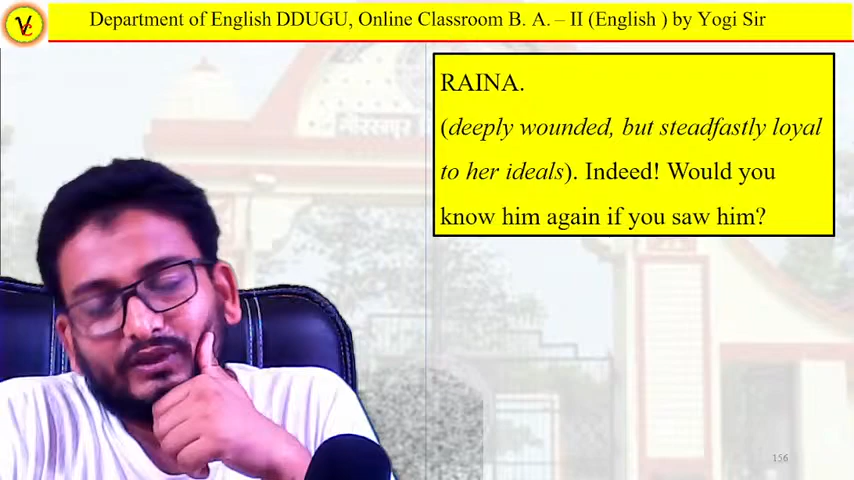 Department of English DDUGU, Online Classroom B. A. – II (English ) by Yogi Sir
RAINA.
(deeply wounded, but steadfastly loyal
to her ideals). Indeed! Would you
know him again if you saw him?
156